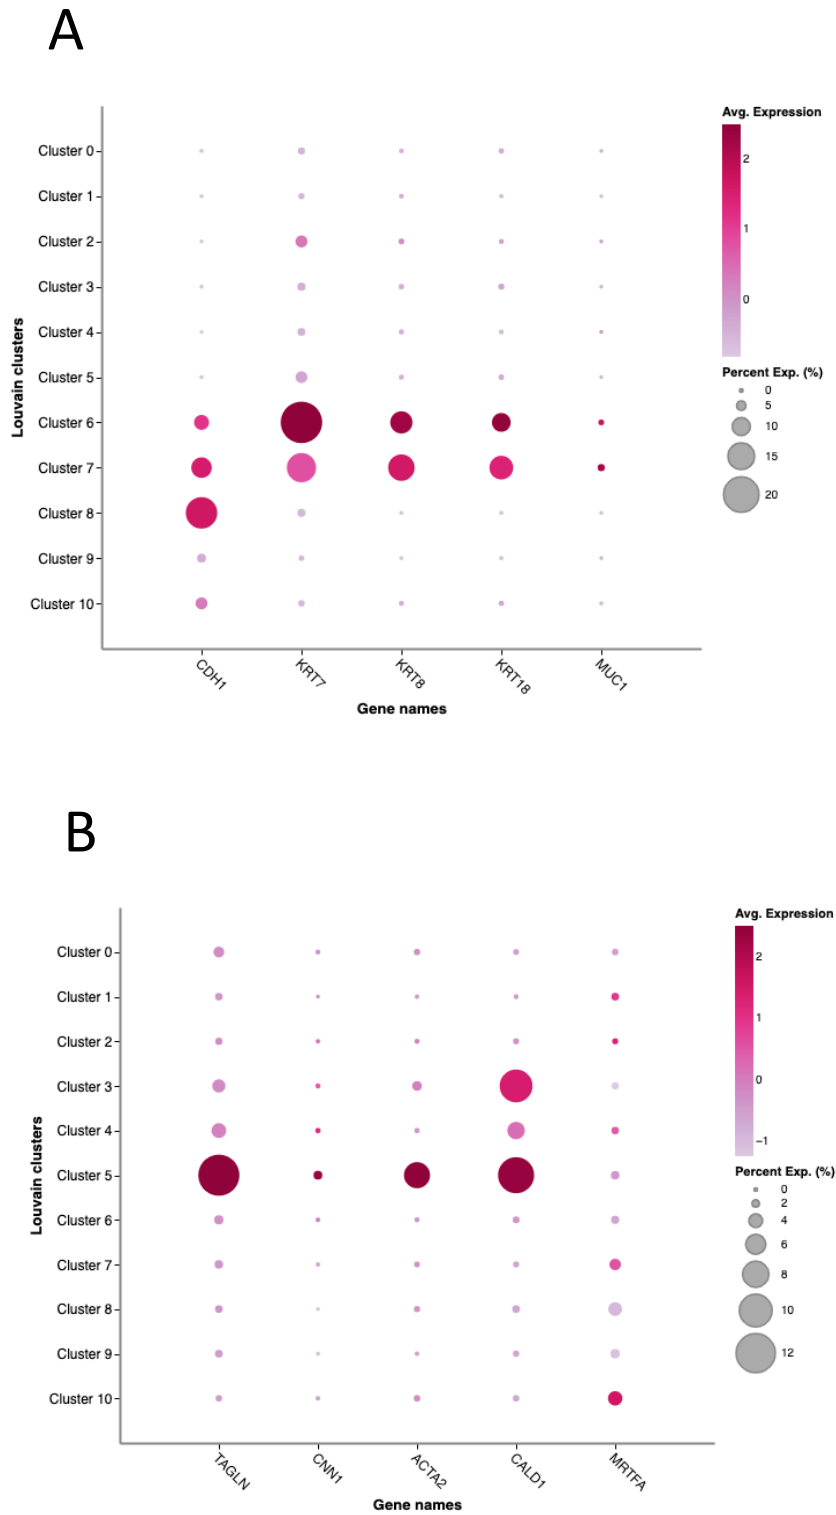 A
Avg. Expression
2
1
0
Percent Exp. (%)
0
5
10
15
20
Louvain clusters
Cluster 0
Cluster 1
Cluster 2
Cluster 3
Cluster 4
Cluster 5
Cluster 6
Cluster 7
Cluster 8
Cluster 9
Cluster 10
CDH1
KRT7
KRT8
KRT18
MUC1
Gene names
B
Avg. Expression
2
1
0
−1
Percent Exp. (%)
0
2
4
6
8
10
12
Louvain clusters
Cluster 0
Cluster 1
Cluster 2
Cluster 3
Cluster 4
Cluster 5
Cluster 6
Cluster 7
Cluster 8
Cluster 9
Cluster 10
TAGLN
CNN1
ACTA2
CALD1
MRTFA
Gene names